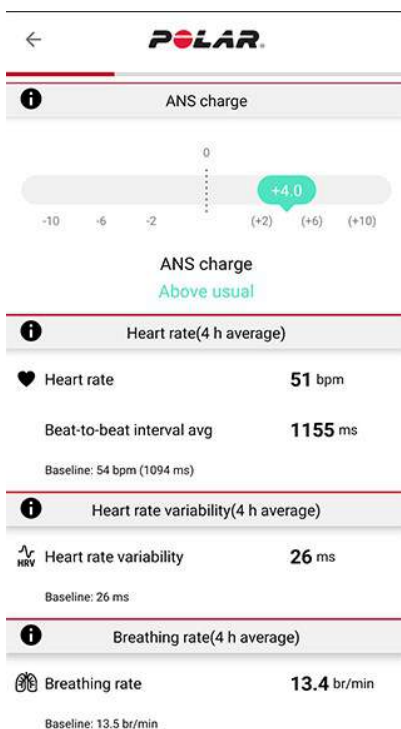 POLAR.
ANS charge
0
+4.0
-10 -6 -2 (+2) (+6) (+10)
ANS charge
Above usual
Heart rate(4 h average)
Heart rate 51 bpm
Beat-to-beat interval avg 1155 ms
Baseline: 54 bpm (1094 ms)
Heart rate variability(4 h average)
HRV Heart rate variability 26 ms
Baseline: 26 ms
Breathing rate(4 h average)
Breathing rate 13.4 br/min
Baseline: 13.5 br/min